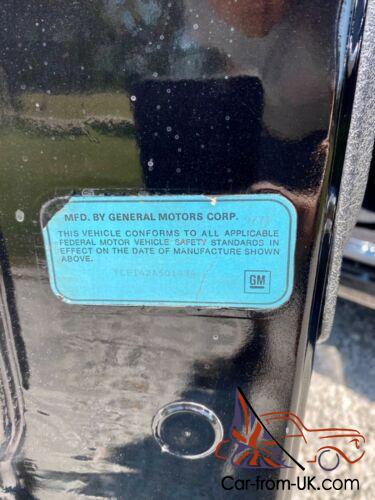 MFD. BY GENERAL MOTORS CORP.
THIS VEHICLE CONFORMS TO ALL APPLICABLE
FEDERAL MOTOR VEHICLE SAFETY STANDARDS IN
EFFECT ON THE DATE OF MANUFACTURE SHOWN
ABOVE.
GM
Car-from-UK.com